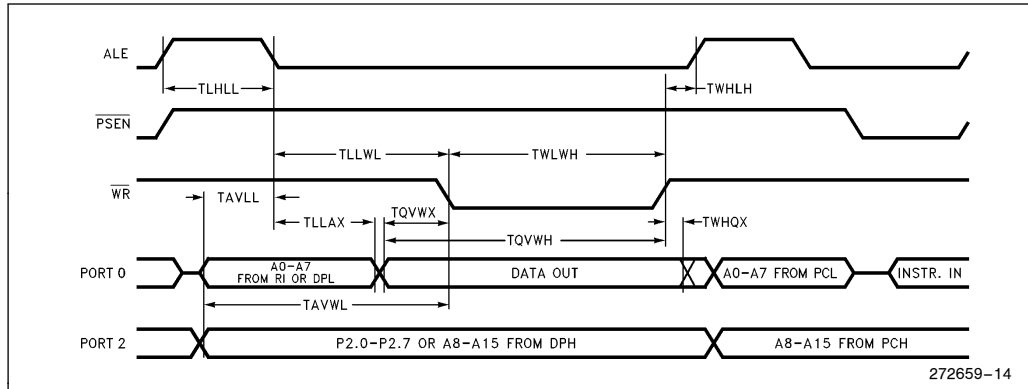 ALE
TLHLL
TWHLH
PSEN
TLLWL
TWLWH
WR
TAVLL
TLLAX
TQVWX
TWHQX
TQVWH
PORT 0
A0-A7
FROM RI OR DPL
DATA OUT
A0-A7 FROM PCL
INSTR. IN
TAVWL
PORT 2
P2.0-P2.7 OR A8-A15 FROM DPH
A8-A15 FROM PCH
272659-14